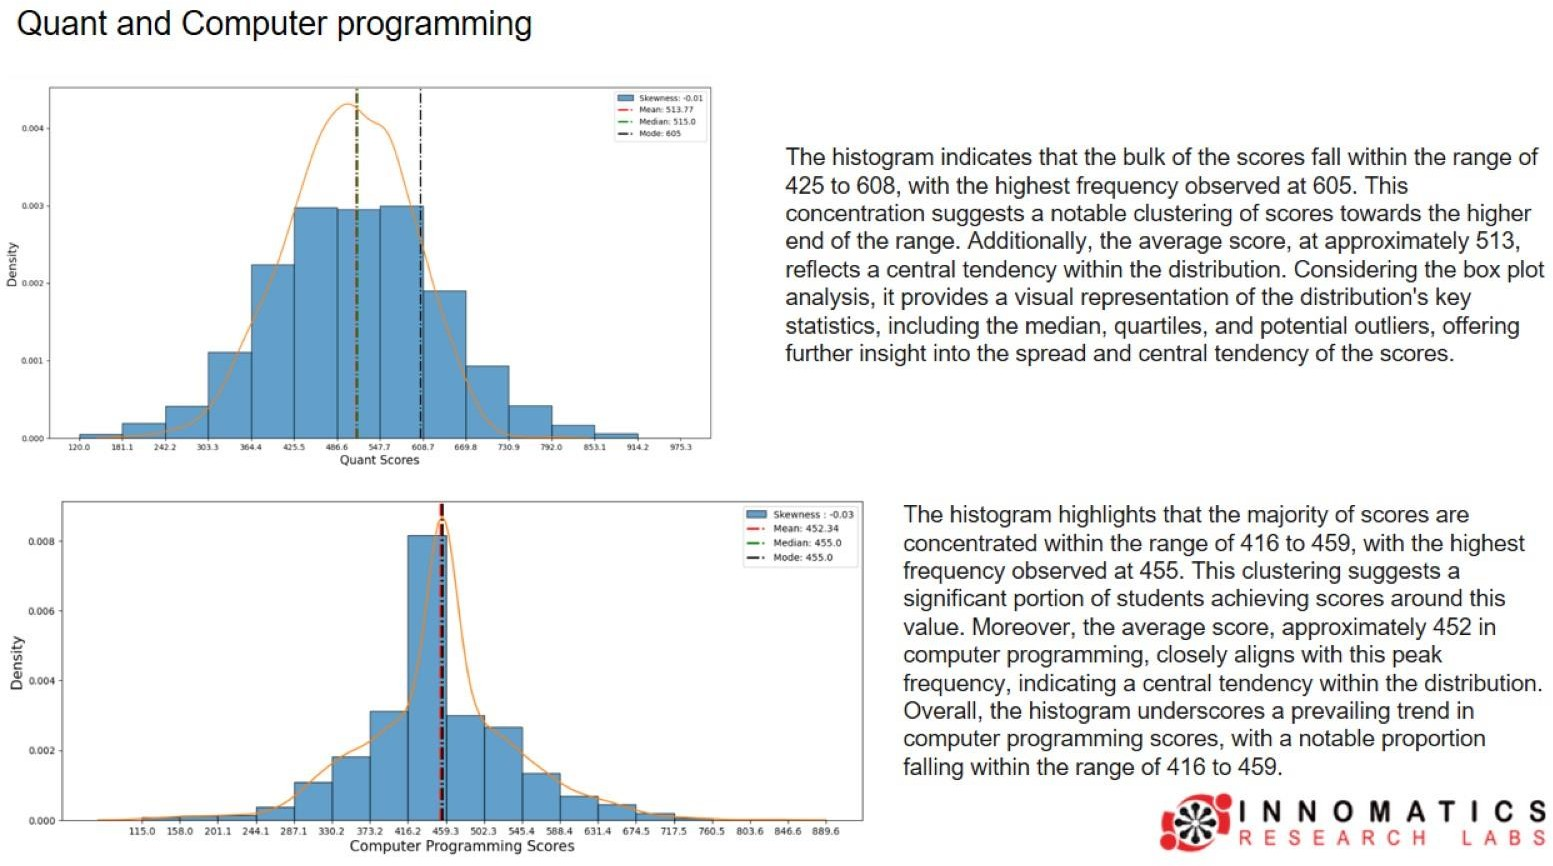 Quant and Computer programming
Skewness: -0.01
Mean: 513.77
Median: 515.0
Mode: 605
Density
0.004
0.003
0.002
0.001
0.000
120.0 181.1 242.2 303.3 364.4 425.5 486.6 547.7 608.7 669.8 730.9 792.0 853.1 914.2 975.3
Quant Scores
The histogram indicates that the bulk of the scores fall within the range of
425 to 608, with the highest frequency observed at 605. This
concentration suggests a notable clustering of scores towards the higher
end of the range. Additionally, the average score, at approximately 513,
reflects a central tendency within the distribution. Considering the box plot
analysis, it provides a visual representation of the distribution's key
statistics, including the median, quartiles, and potential outliers, offering
further insight into the spread and central tendency of the scores.
Skewness : -0.03
Mean: 452.34
Median: 455.0
Mode: 455.0
Density
0.008
0.006
0.004
0.002
0.000
115.0 158.0 201.1 244.1 287.1 330.2 373.2 416.2 459.3 502.3 545.4 588.4 631.4 674.5 717.5 760.5 803.6 846.6 889.6
Computer Programming Scores
The histogram highlights that the majority of scores are
concentrated within the range of 416 to 459, with the highest
frequency observed at 455. This clustering suggests a
significant portion of students achieving scores around this
value. Moreover, the average score, approximately 452 in
computer programming, closely aligns with this peak
frequency, indicating a central tendency within the distribution.
Overall, the histogram underscores a prevailing trend in
computer programming scores, with a notable proportion
falling within the range of 416 to 459.
INNOMATICS
RESEARCH LABS